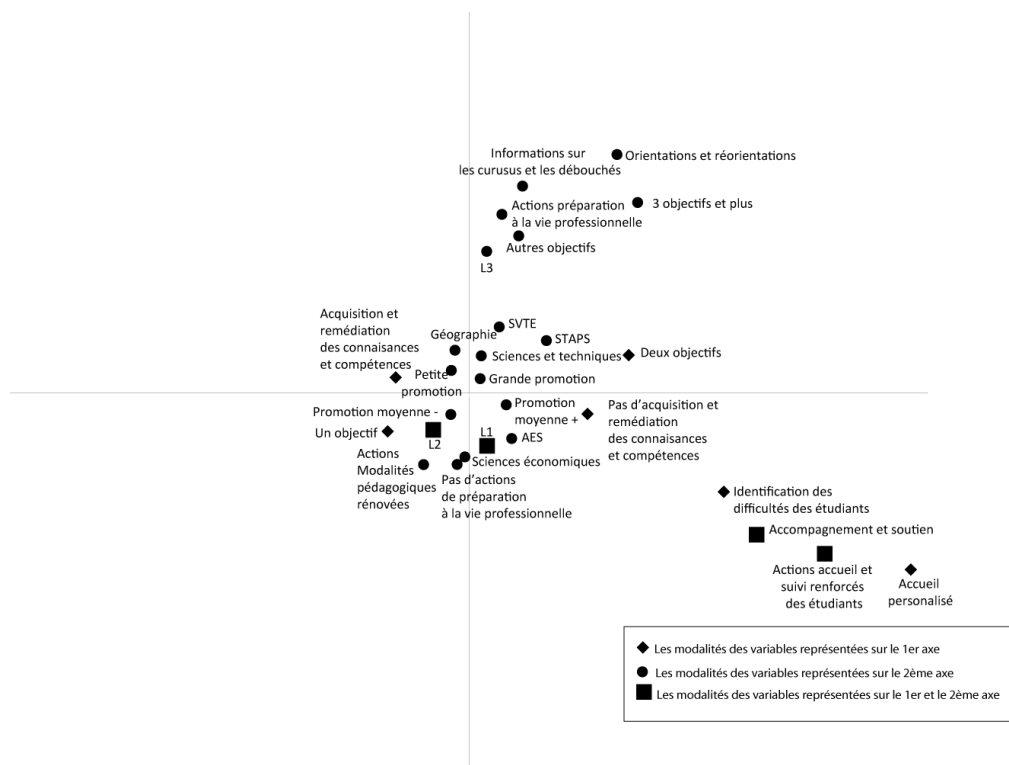 Informations sur
les curusus et les débouchés
Orientations et réorientations
Actions préparation
à la vie professionnelle
3 objectifs et plus
Autres objectifs
L3
Acquisition et
remédiation
des connaisances
et compétences
Géographie
SVTE
STAPS
Sciences et techniques
Deux objectifs
Petite
promotion
Grande promotion
Promotion moyenne -
Promotion
moyenne +
Pas d'acquisition et
remédiation
des connaisances
et compétences
Un objectif
L2
L1
AES
Actions
Modalités
pédagogiques
rénovées
Sciences économiques
Pas d'actions
de préparation
à la vie professionnelle
Identification des
difficultés des étudiants
Accompagnement et soutien
Actions accueil et
suivi renforcés
des étudiants
Accueil
personalisé
Les modalités des variables représentées sur le 1er axe
Les modalités des variables représentées sur le 2ème axe
Les modalités des variables représentées sur le 1er et le 2ème axe